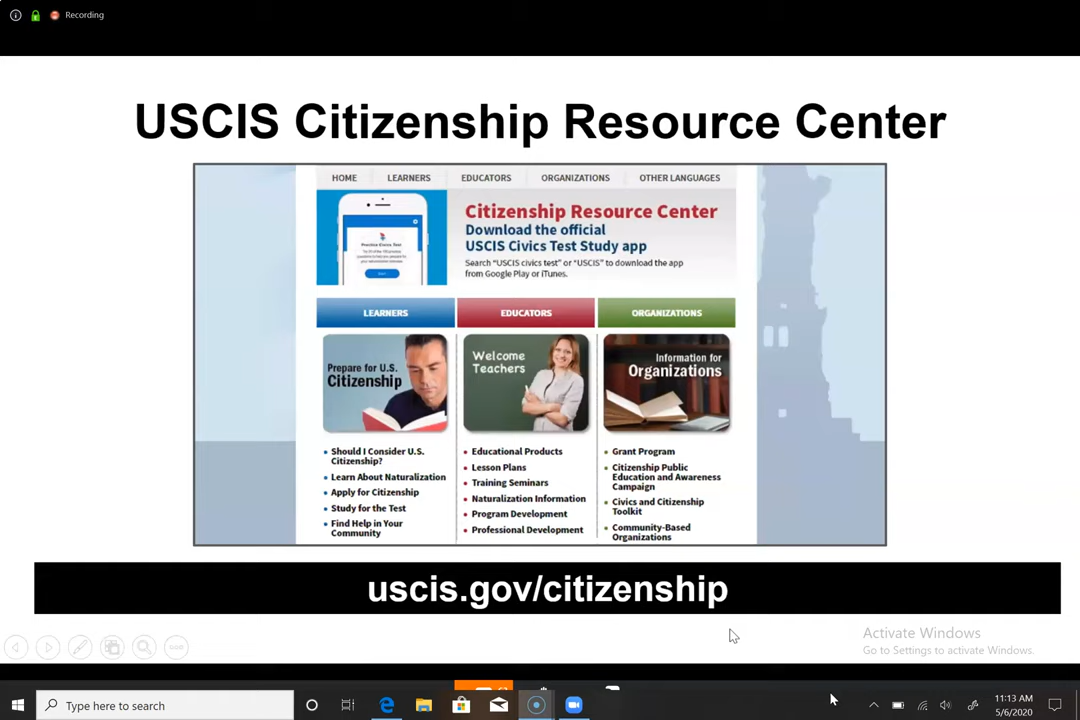 Recording
USCIS Citizenship Resource Center
HOME LEARNERS EDUCATORS ORGANIZATIONS OTHER LANGUAGES
Citizenship Resource Center
Download the official
USCIS Civics Test Study app
Search "USCIS civics test" or "USCIS" to download the app
from Google Play or iTunes.
Practice Civics Test
LEARNERS EDUCATORS ORGANIZATIONS
Prepare for U.S.
Citizenship
Welcome
Teachers
Information for
Organizations
• Should I Consider U.S.
Citizenship?
• Learn About Naturalization
• Apply for Citizenship
• Study for the Test
• Find Help in Your
Community
• Educational Products
• Lesson Plans
• Training Seminars
• Naturalization Information
• Program Development
• Professional Development
• Grant Program
• Citizenship Public
Education and Awareness
Campaign
• Civics and Citizenship
Toolkit
• Community-Based
Organizations
uscis.gov/citizenship
Activate Windows
Go to Settings to activate Windows.
Type here to search
11:13 AM
5/6/2020